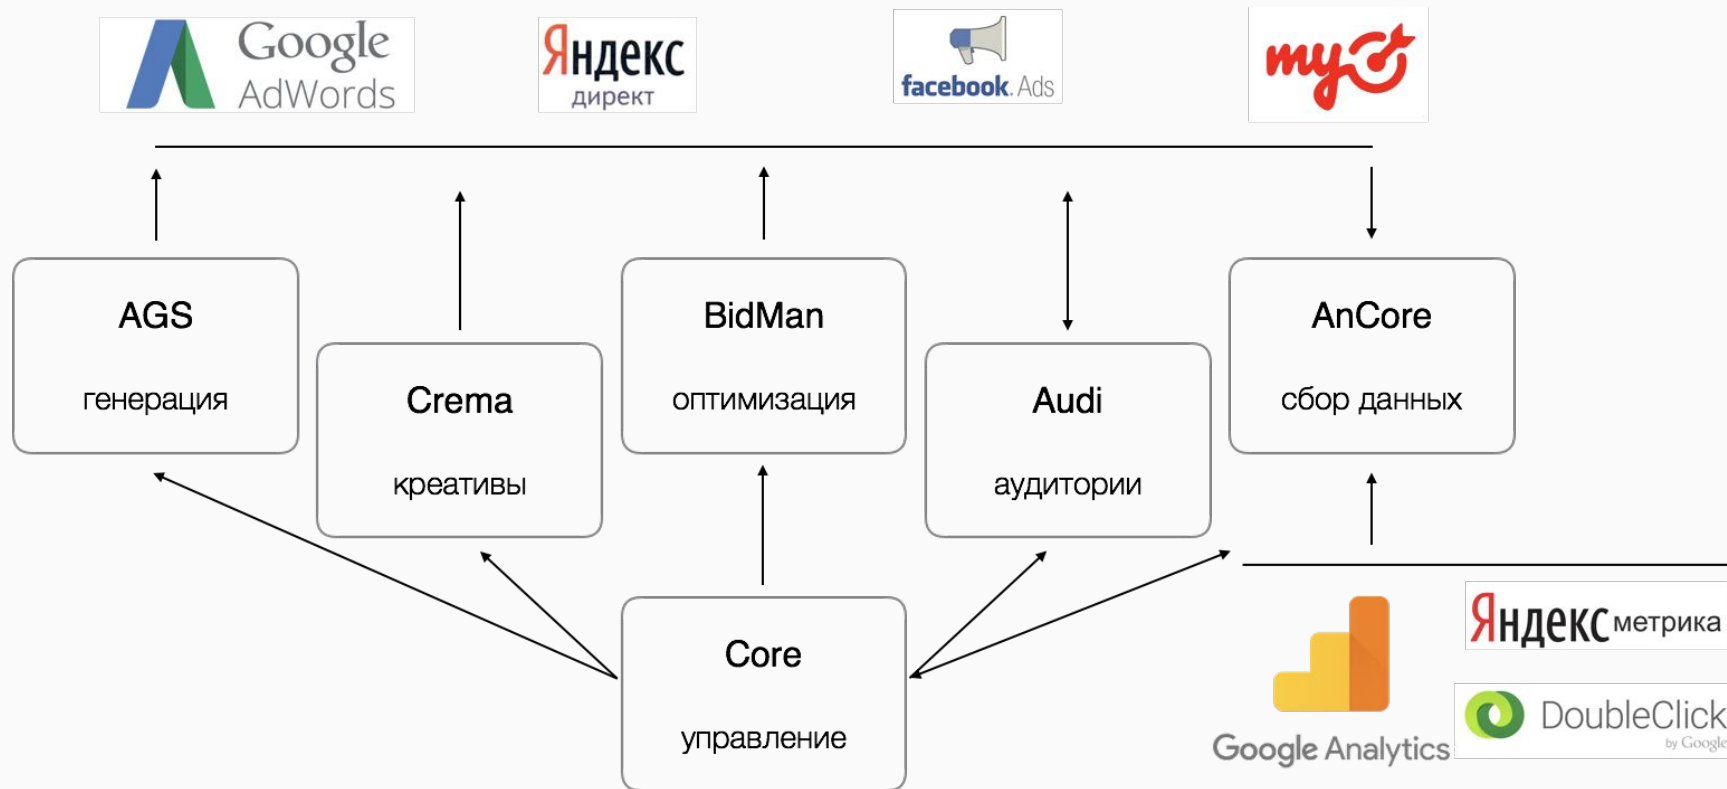 Google
AdWords
Яндекс
директ
facebook. Ads
my
AGS
генерация
Crema
креативы
BidMan
оптимизация
Audi
аудитории
AnCore
сбор данных
Core
управление
Google Analytics
Яндекс метрика
DoubleClick
by Google